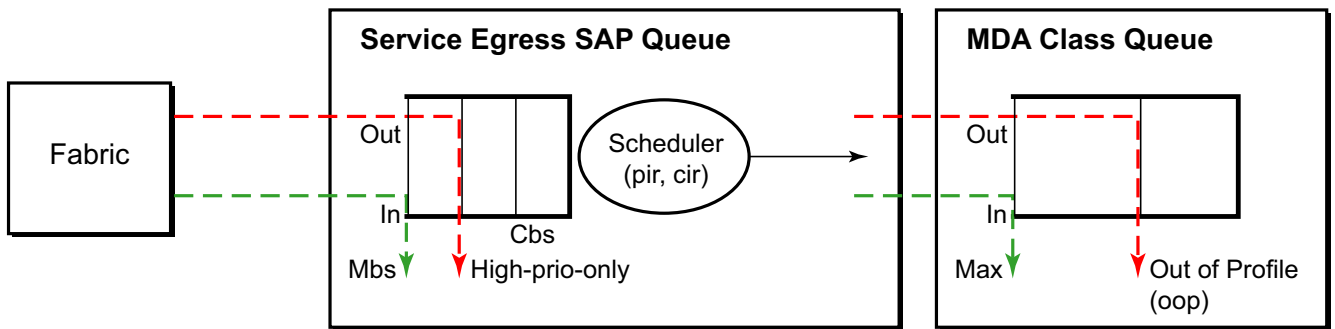 Service Egress SAP Queue
MDA Class Queue
Fabric
Out
In
Mbs
High-prio-only
Cbs
Scheduler
(pir, cir)
Out
In
Max
Out of Profile
(oop)